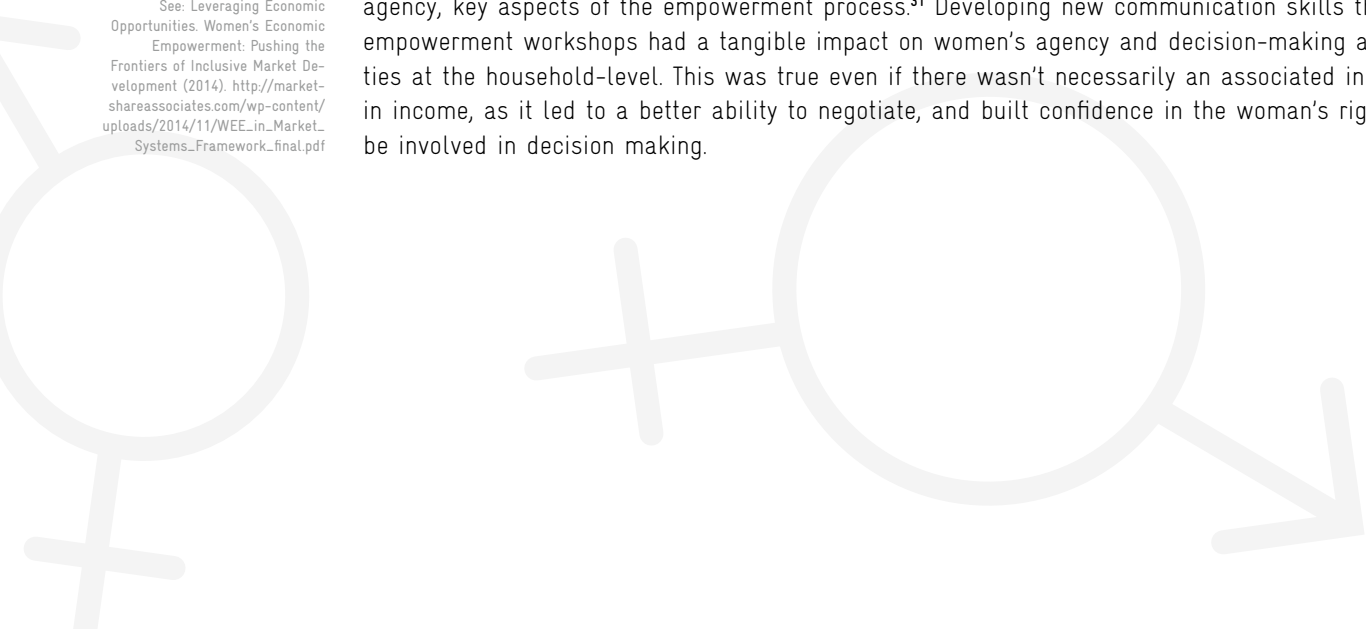 See: Leveraging Economic
Opportunities. Women's Economic
Empowerment: Pushing the
Frontiers of Inclusive Market De-
velopment (2014). http://market-
shareassociates.com/wp-content/
uploads/2014/11/WEE_in_Market_
Systems_Framework_final.pdf
agency, key aspects of the empowerment process.³¹ Developing new communication skills
empowerment workshops had a tangible impact on women's agency and decision-making
ties at the household-level. This was true even if there wasn't necessarily an associated
in income, as it led to a better ability to negotiate, and built confidence in the woman's
be involved in decision making.